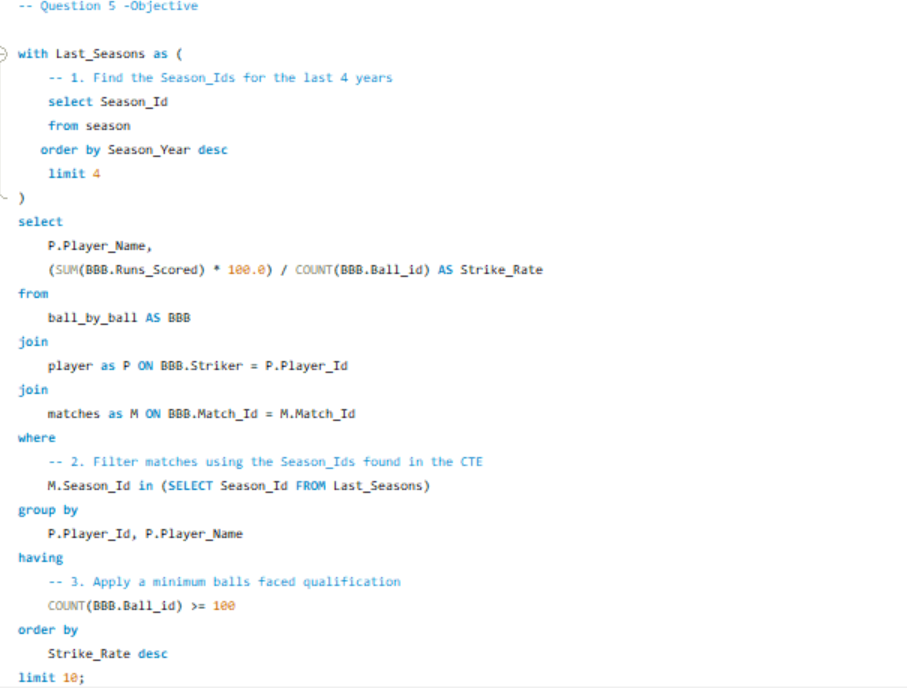 -- Question 5 -Objective
with Last_Seasons as (
-- 1. Find the Season_Ids for the last 4 years
select Season_Id
from season
order by Season_Year desc
limit 4
)
select
P.Player_Name,
(SUM(BBB.Runs_Scored) * 100.0) / COUNT(BBB.Ball_id) AS Strike_Rate
from
ball_by_ball AS BBB
join
player as P ON BBB.Striker = P.Player_Id
join
matches as M ON BBB.Match_Id = M.Match_Id
where
-- 2. Filter matches using the Season_Ids found in the CTE
M.Season_Id in (SELECT Season_Id FROM Last_Seasons)
group by
P.Player_Id, P.Player_Name
having
-- 3. Apply a minimum balls faced qualification
COUNT(BBB.Ball_id) >= 100
order by
Strike_Rate desc
limit 10;